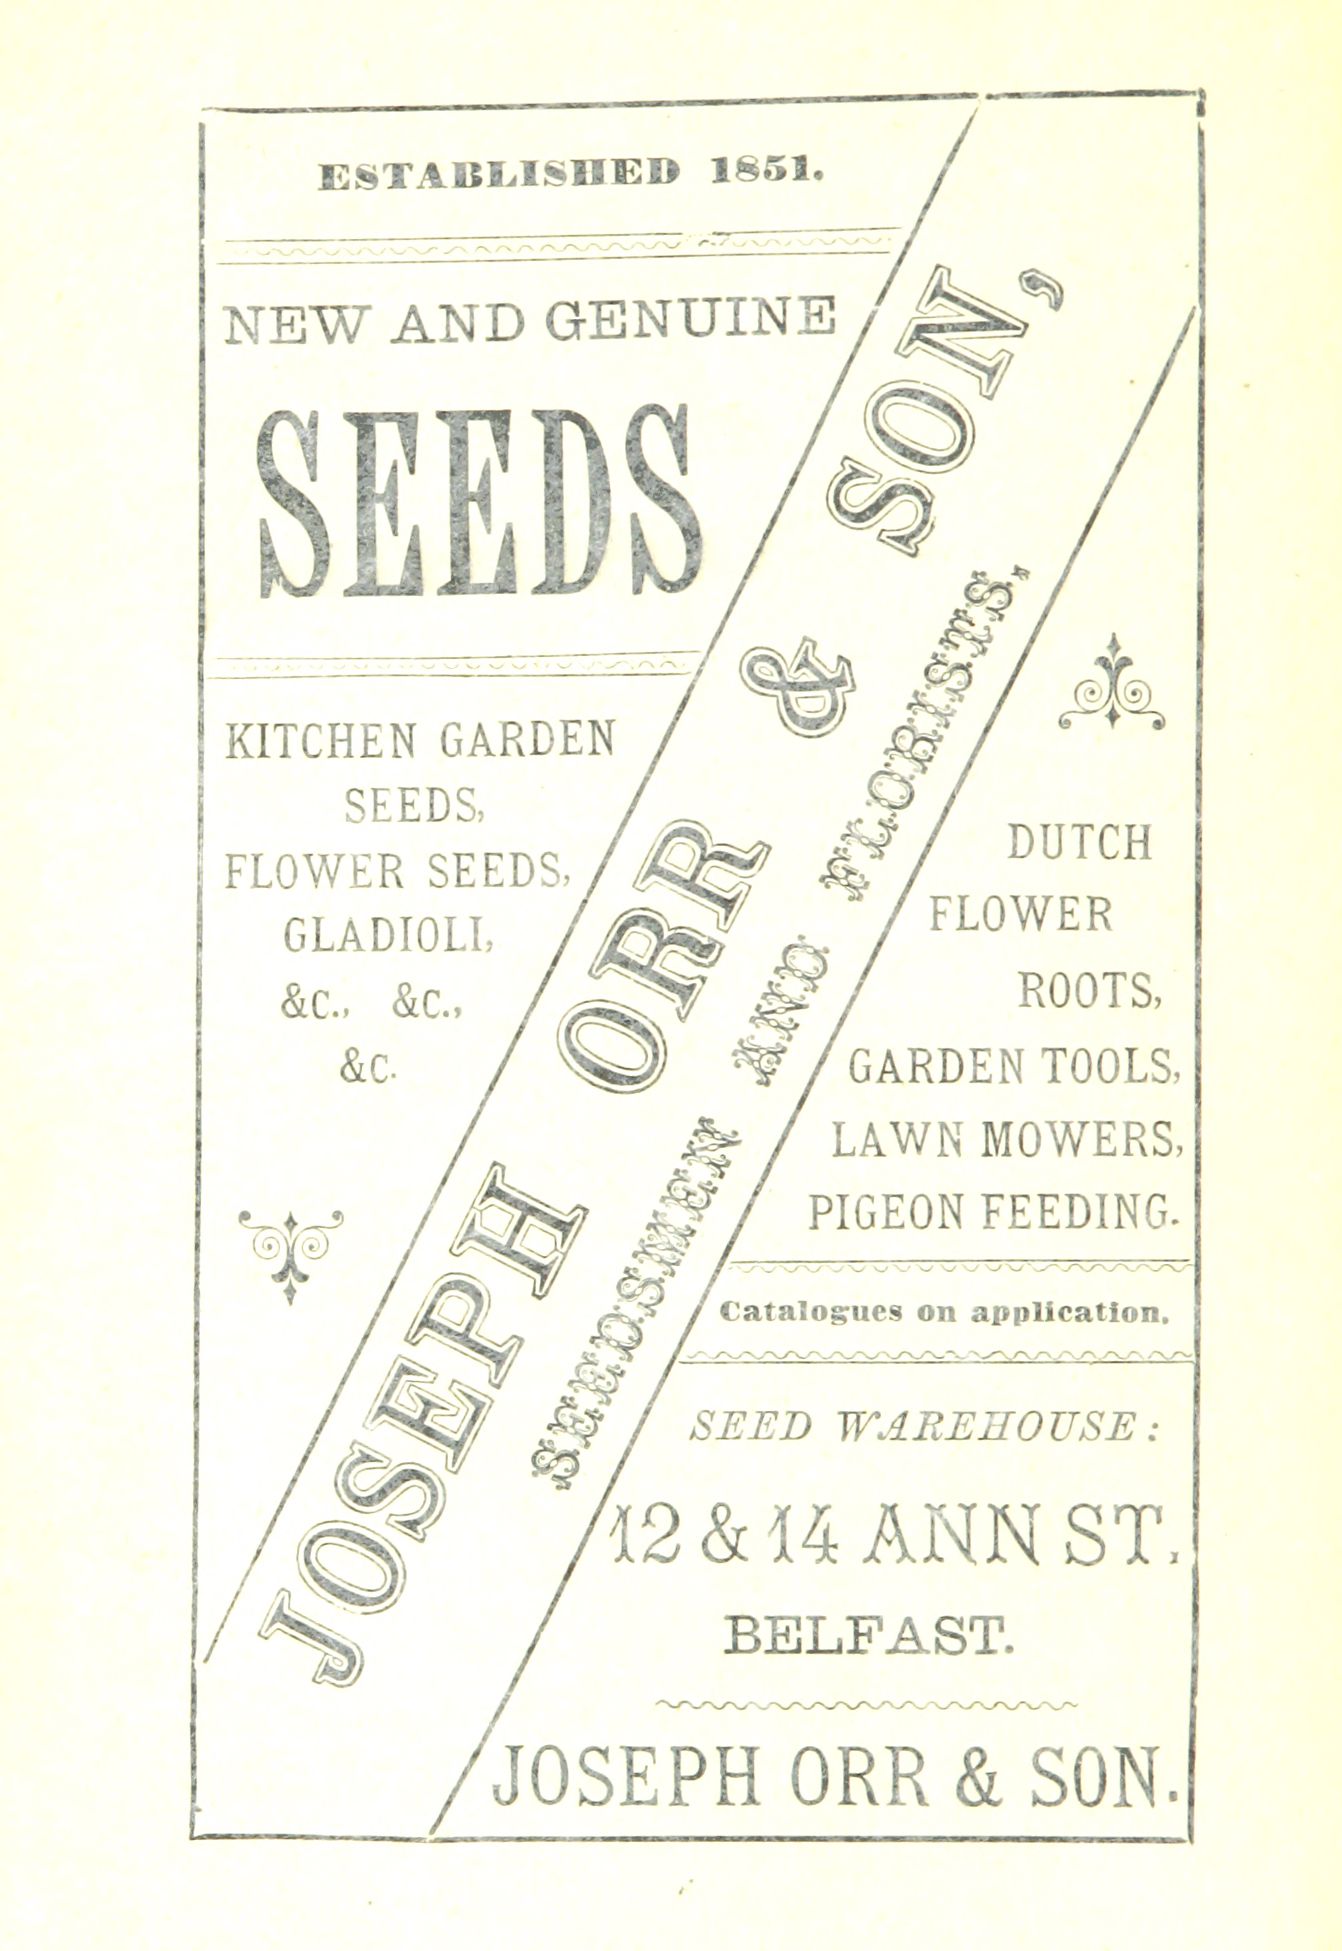 ESTABLISHED 1851.
NEW AND GENUINE
SEEDS
KITCHEN GARDEN
SEEDS,
FLOWER SEEDS,
GLADIOLI,
&C., &C.,
&C.
JOSEPH ORR & SON,
SEEDSMEN AND FLORISTS.
DUTCH
FLOWER
ROOTS,
GARDEN TOOLS,
LAWN MOWERS,
PIGEON FEEDING.
Catalogues on application.
SEED WAREHOUSE:
12 & 14 ANN ST.
BELFAST.
JOSEPH ORR & SON.